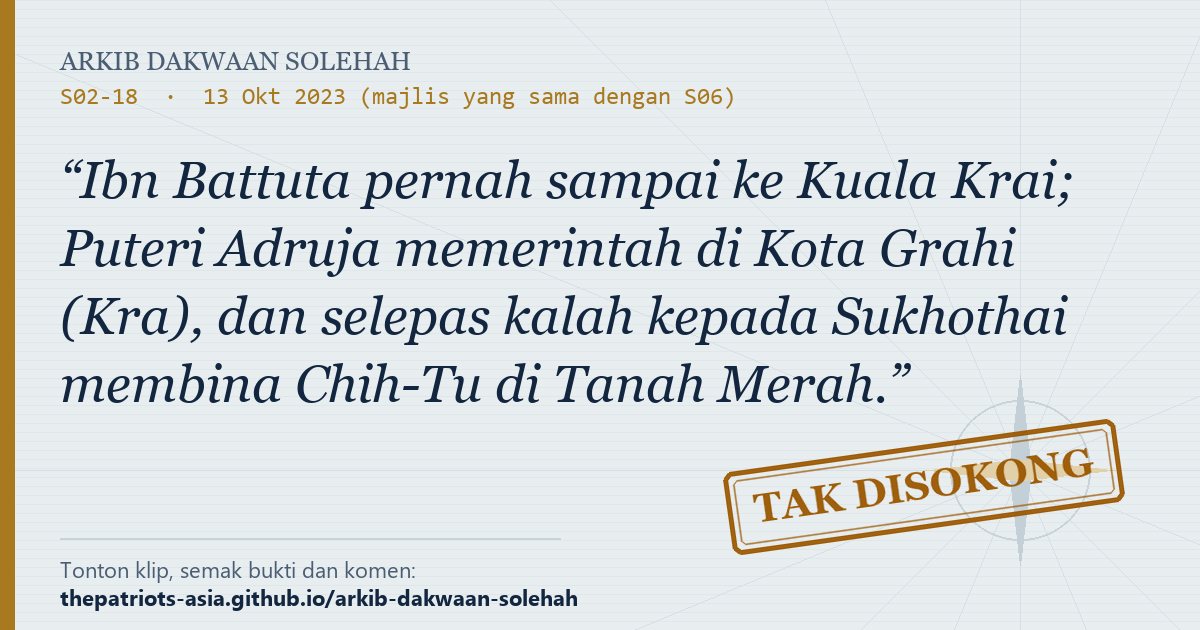 ARKIB DAKWAAN SOLEHAH
S02-18 · 13 Okt 2023 (majlis yang sama dengan S06)
“Ibn Battuta pernah sampai ke Kuala Krai;
Puteri Adruja memerintah di Kota Grahi
(Kra), dan selepas kalah kepada Sukhothai
membina Chih-Tu di Tanah Merah.”
TAK DISOKONG
Tonton klip, semak bukti dan komen:
thepatriots-asia.github.io/arkib-dakwaan-solehah